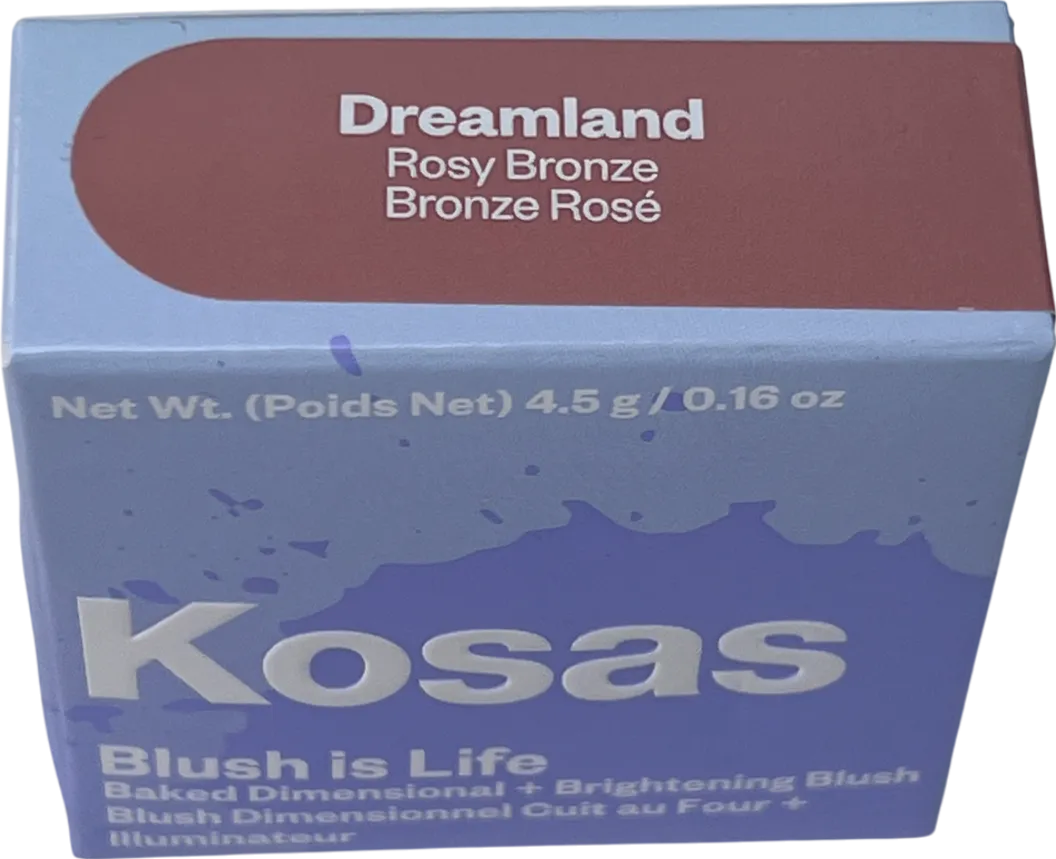 Dreamland
Rosy Bronze
Bronze Rosé
Net Wt. (Poids Net) 4.5 g / 0.16 oz
Kosas
Blush is Life
Baked Dimensional + Brightening Blush
Blush Dimensionnel Cuit au Four +
Illuminateur